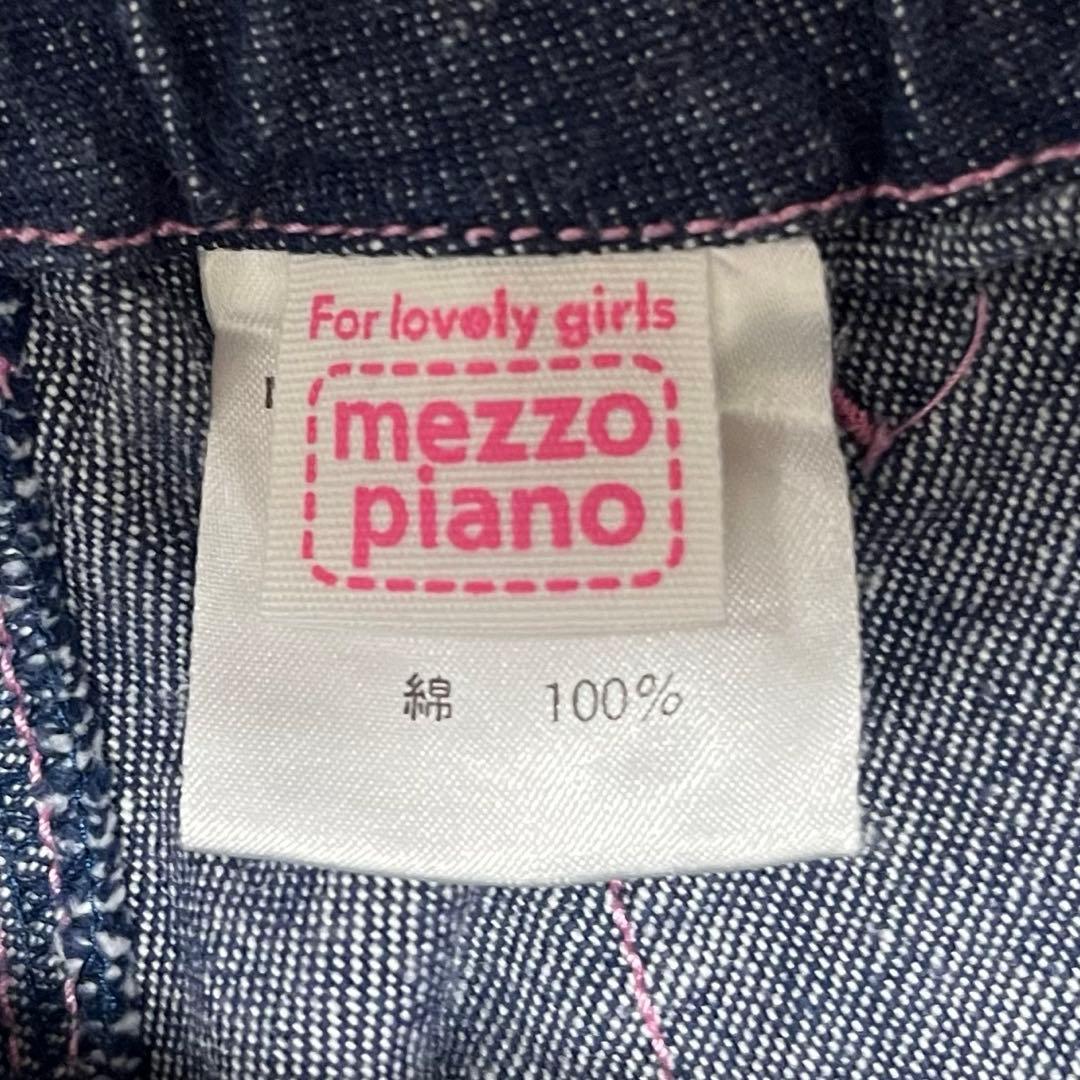 For lovely girls
mezzo
piano
綿 100%